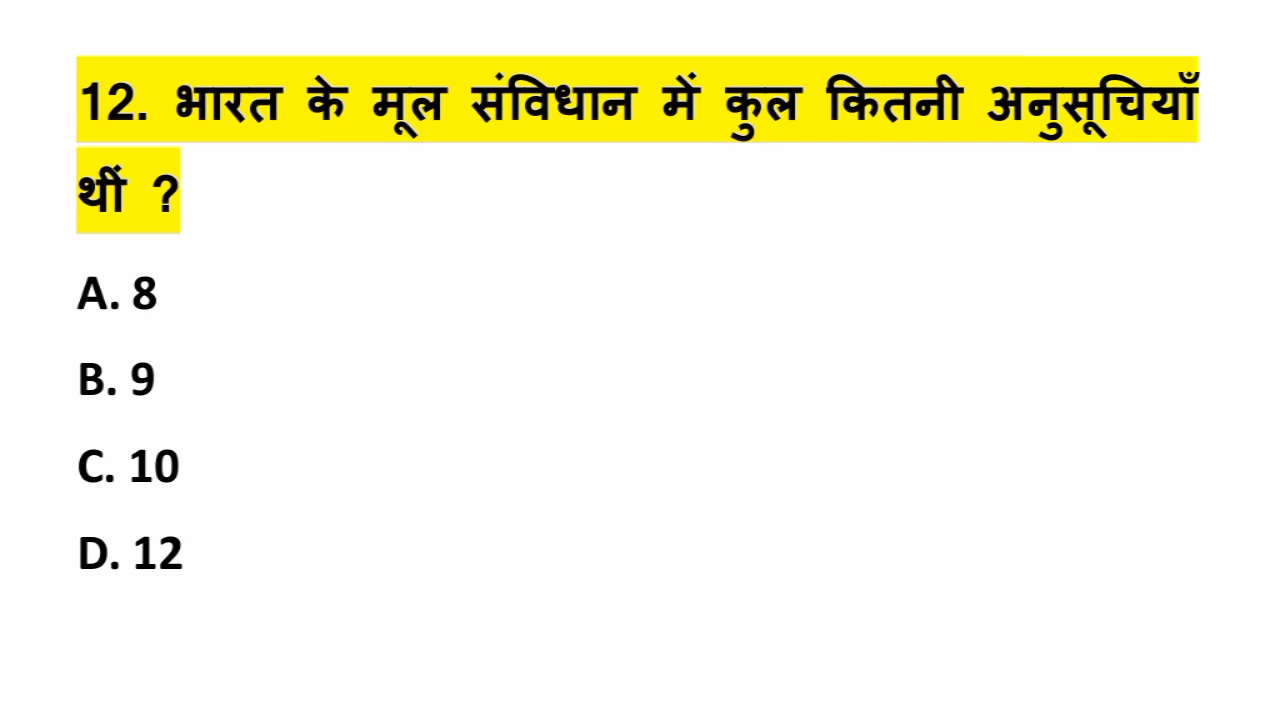 12. भारत के मूल संविधान में कुल कितनी अनुसूचियाँ
थीं ?
A. 8
B. 9
C. 10
D. 12